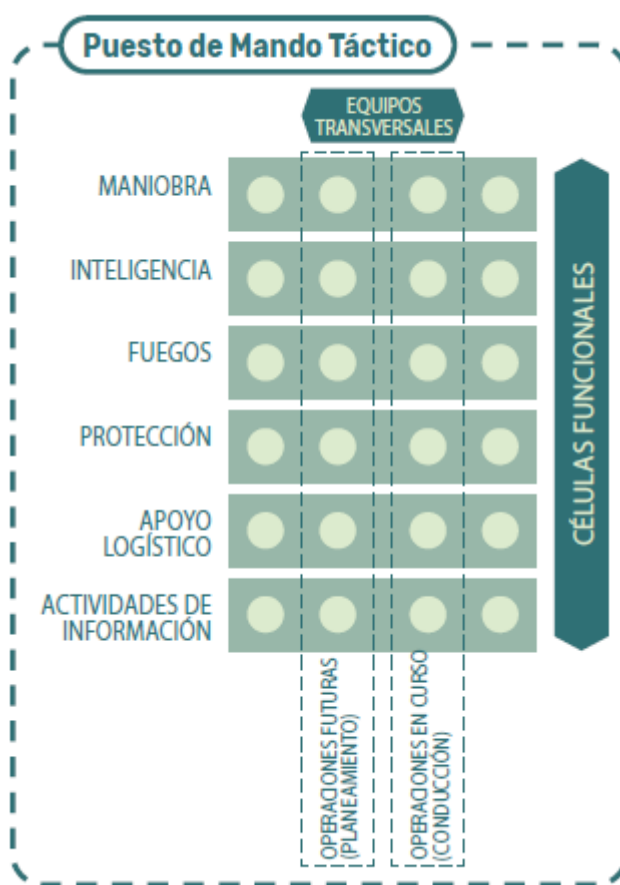 Puesto de Mando Táctico
EQUIPOS
TRANSVERSALES
MANIOBRA
INTELIGENCIA
FUEGOS
PROTECCIÓN
APOYO
LOGÍSTICO
ACTIVIDADES DE
INFORMACIÓN
CÉLULAS FUNCIONALES
OPERACIONES FUTURAS
(PLANEAMIENTO)
OPERACIONES EN CURSO
(CONDUCCIÓN)